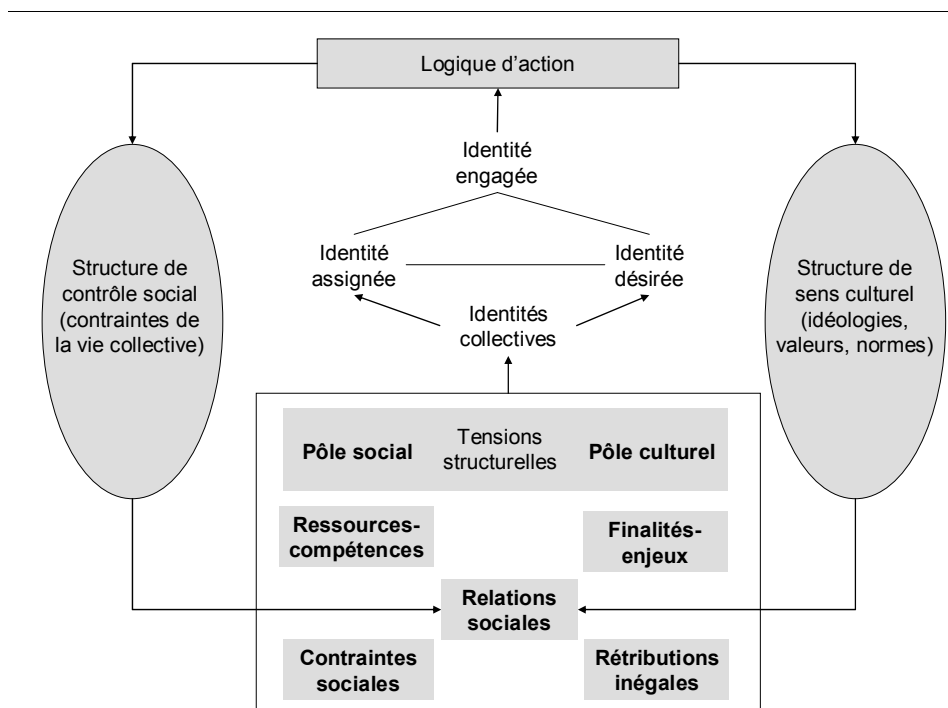 Logique d'action
Identité
engagée
Structure de
contrôle social
(contraintes de
la vie collective)
Identité
assignée
Identité
désirée
Structure de
sens culturel
(idéologies,
valeurs, normes)
Identités
collectives
Pôle social
Tensions
structurelles
Pôle culturel
Ressources-
compétences
Finalités-
enjeux
Relations
sociales
Contraintes
sociales
Rétributions
inégales